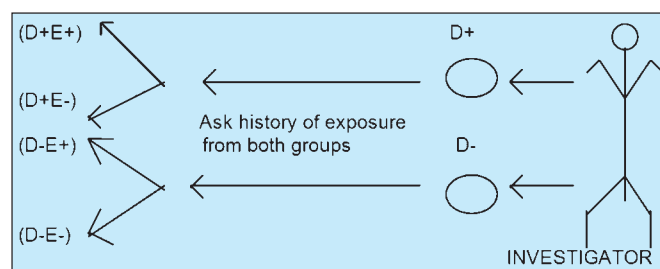 (D+E+)
D+
(D+E-)
Ask history of exposure
from both groups
(D-E+)
D-
(D-E-)
INVESTIGATOR